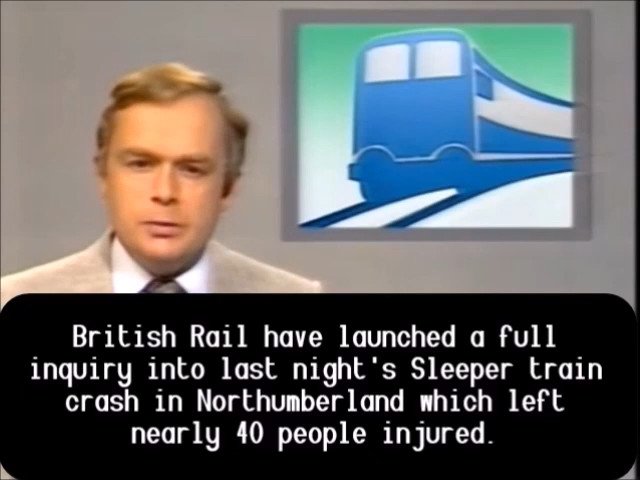 British Rail have launched a full
inquiry into last night's Sleeper train
crash in Northumberland which left
nearly 40 people injured.